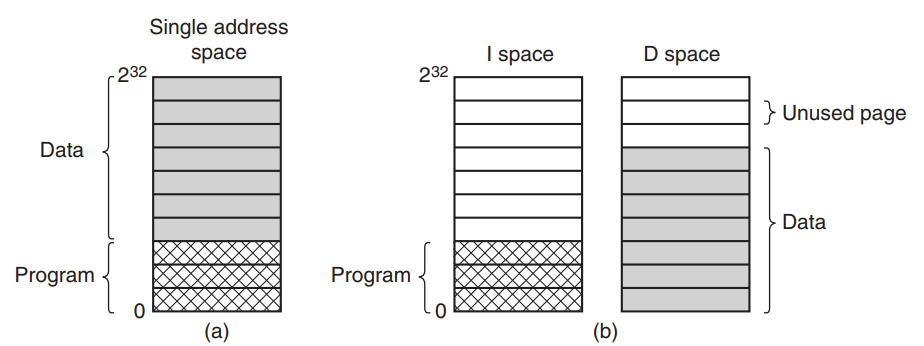 Single address
space
2³²
Data
Program
0
(a)
I space
D space
2³²
Unused page
Data
Program
0
(b)